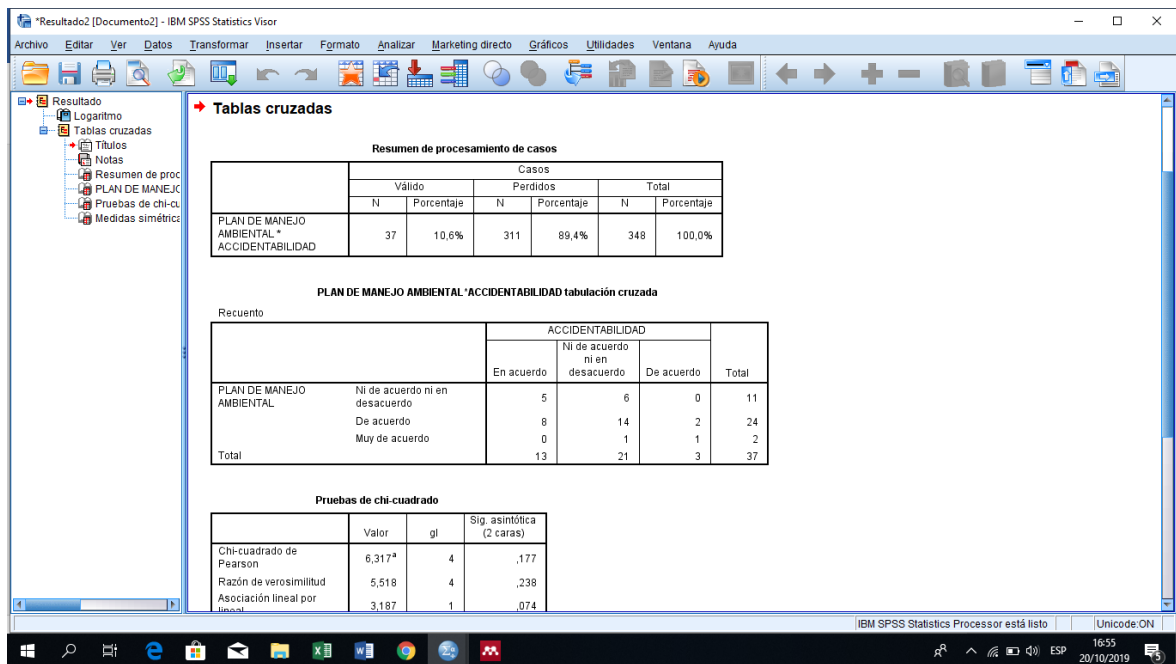 *Resultado2 [Documento2] - IBM SPSS Statistics Visor
Archivo Editar Ver Datos Transformar Insertar Formato Analizar Marketing directo Gráficos Utilidades Ventana Ayuda
Resultado
Logaritmo
Tablas cruzadas
Títulos
Notas
Resumen de proc
PLAN DE MANEJO
Pruebas de chi-cu
Medidas simétrica
Tablas cruzadas
Resumen de procesamiento de casos
Casos
Válido Perdidos Total
N Porcentaje N Porcentaje N Porcentaje
PLAN DE MANEJO
AMBIENTAL *
ACCIDENTABILIDAD
37 10,6% 311 89,4% 348 100,0%
PLAN DE MANEJO AMBIENTAL*ACCIDENTABILIDAD tabulación cruzada
Recuento
ACCIDENTABILIDAD
En acuerdo
Ni de acuerdo
ni en
desacuerdo
De acuerdo
Total
PLAN DE MANEJO
AMBIENTAL
Ni de acuerdo ni en
desacuerdo
5 6 0 11
De acuerdo 8 14 2 24
Muy de acuerdo 0 1 1 2
Total 13 21 3 37
Pruebas de chi-cuadrado
Valor gl
Sig. asintótica
(2 caras)
Chi-cuadrado de
Pearson
6,317a 4 ,177
Razón de verosimilitud 5,518 4 ,238
Asociación lineal por
lineal
3,187 1 ,074
IBM SPSS Statistics Processor está listo Unicode:ON
ESP
16:55
20/10/2019